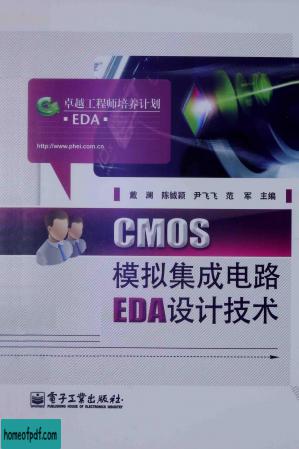 卓越工程师培养计划
▪EDA▪
http://www.phei.com.cn
戴 澜 陈铖颖 尹飞飞 范 军 主编
CMOS
模拟集成电路
EDA设计技术
电子工业出版社
PUBLISHING HOUSE OF ELECTRONICS INDUSTRY
homeofpdf.com